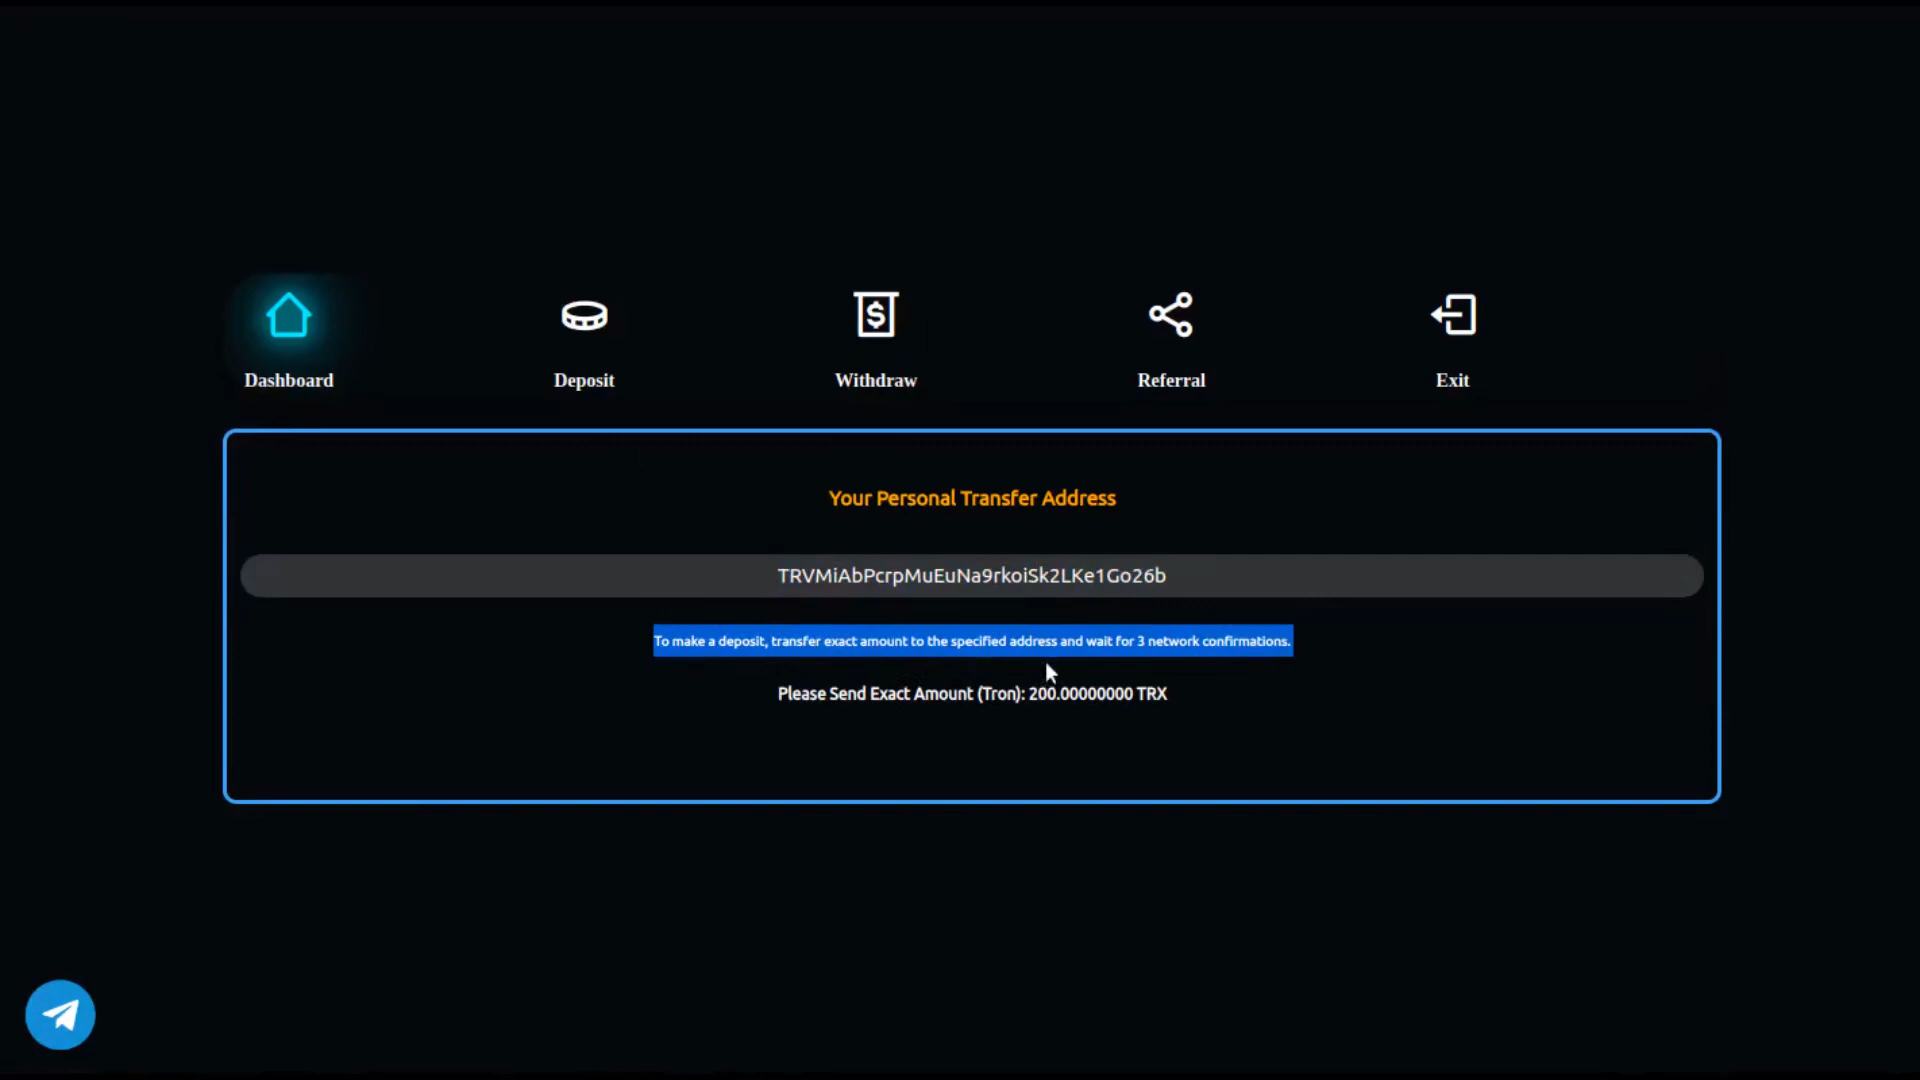 Dashboard
Deposit
Withdraw
Referral
Exit
Your Personal Transfer Address
TRVMiAbPcrpMuEuNa9rkoiSk2LKe1Go26b
To make a deposit, transfer exact amount to the specified address and wait for 3 network confirmations.
Please Send Exact Amount (Tron): 200.00000000 TRX